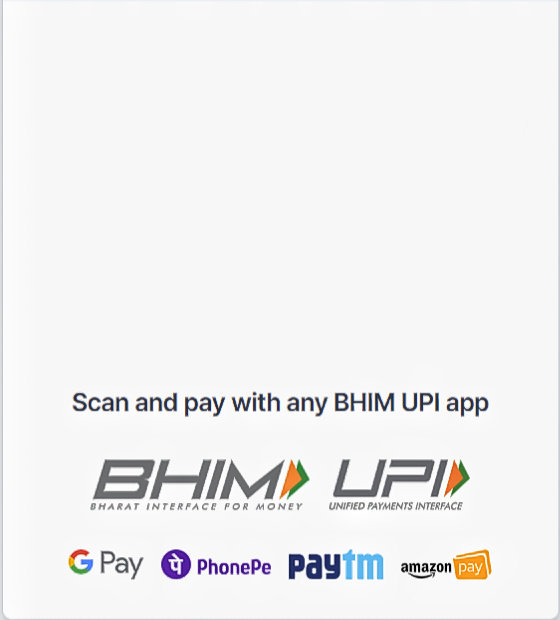 Scan and pay with any BHIM UPI app
BHIM UPI
BHARAT INTERFACE FOR MONEY UNIFIED PAYMENTS INTERFACE
G Pay पे PhonePe paytm amazon pay